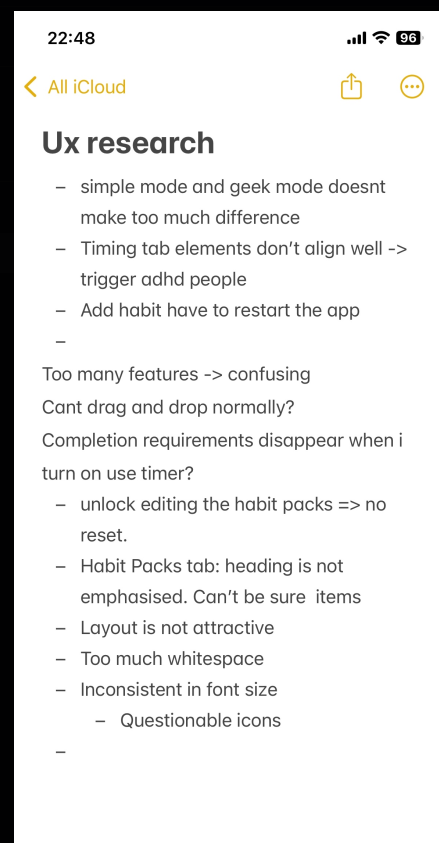 22:48
96
All iCloud
Ux research
– simple mode and geek mode doesnt
make too much difference
– Timing tab elements don't align well ->
trigger adhd people
– Add habit have to restart the app
–
Too many features -> confusing
Cant drag and drop normally?
Completion requirements disappear when i
turn on use timer?
– unlock editing the habit packs => no
reset.
– Habit Packs tab: heading is not
emphasised. Can't be sure  items
– Layout is not attractive
– Too much whitespace
– Inconsistent in font size
– Questionable icons
–